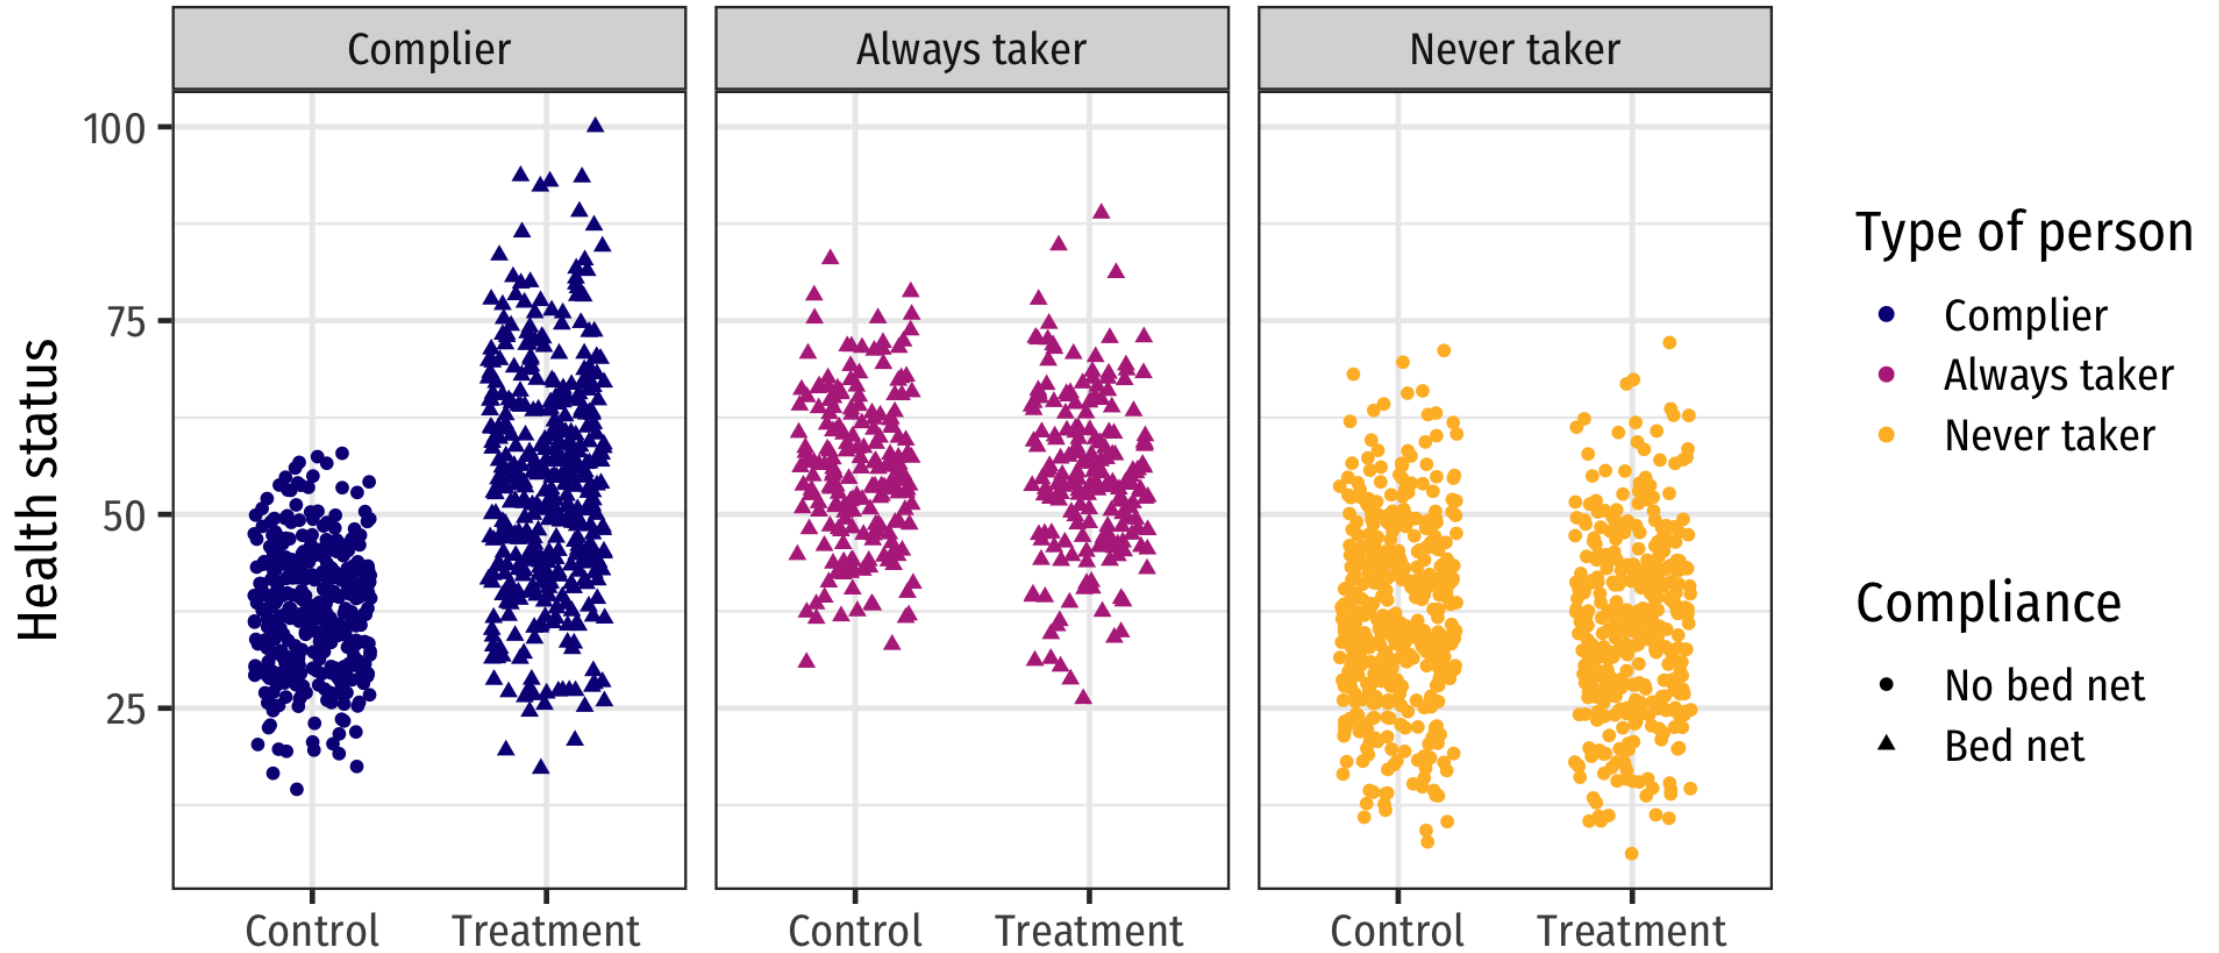 Complier
Always taker
Never taker
Health status
100
75
50
25
Control
Treatment
Control
Treatment
Control
Treatment
Type of person
Complier
Always taker
Never taker
Compliance
No bed net
Bed net